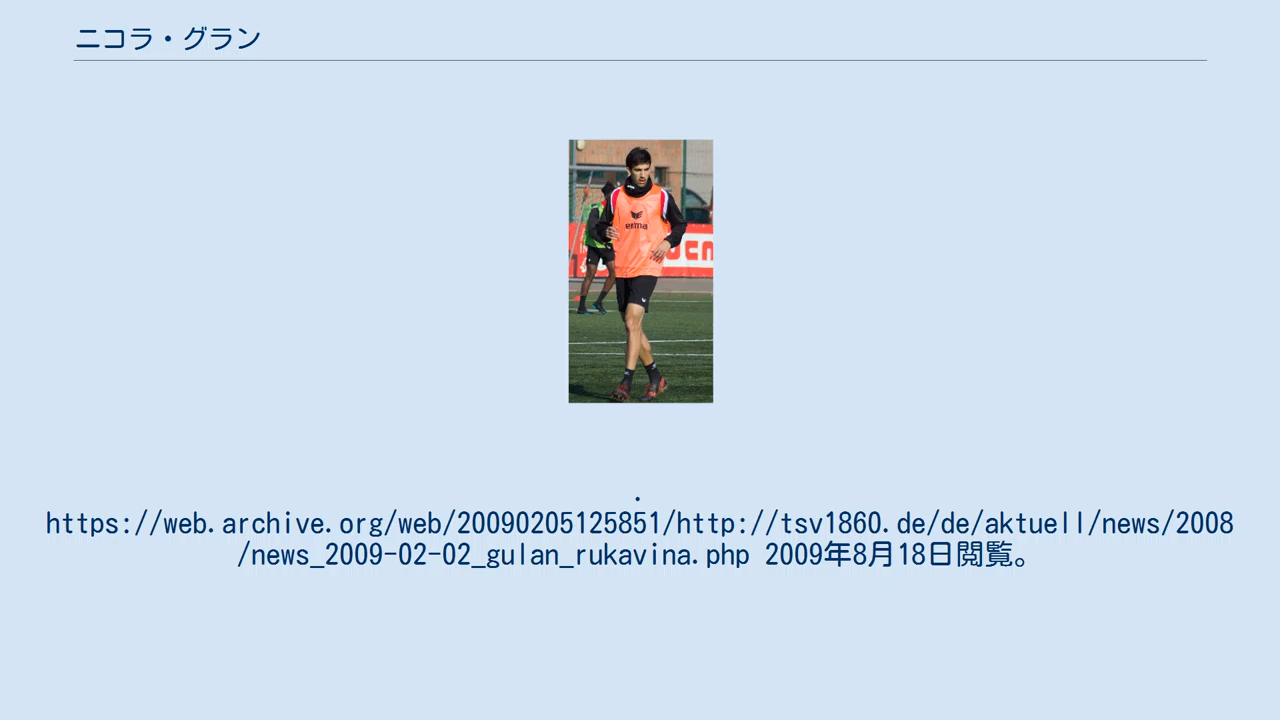 ニコラ・グラン
erima
.
https://web.archive.org/web/20090205125851/http://tsv1860.de/de/aktuell/news/2008
/news_2009-02-02_gulan_rukavina.php 2009年8月18日閲覧。